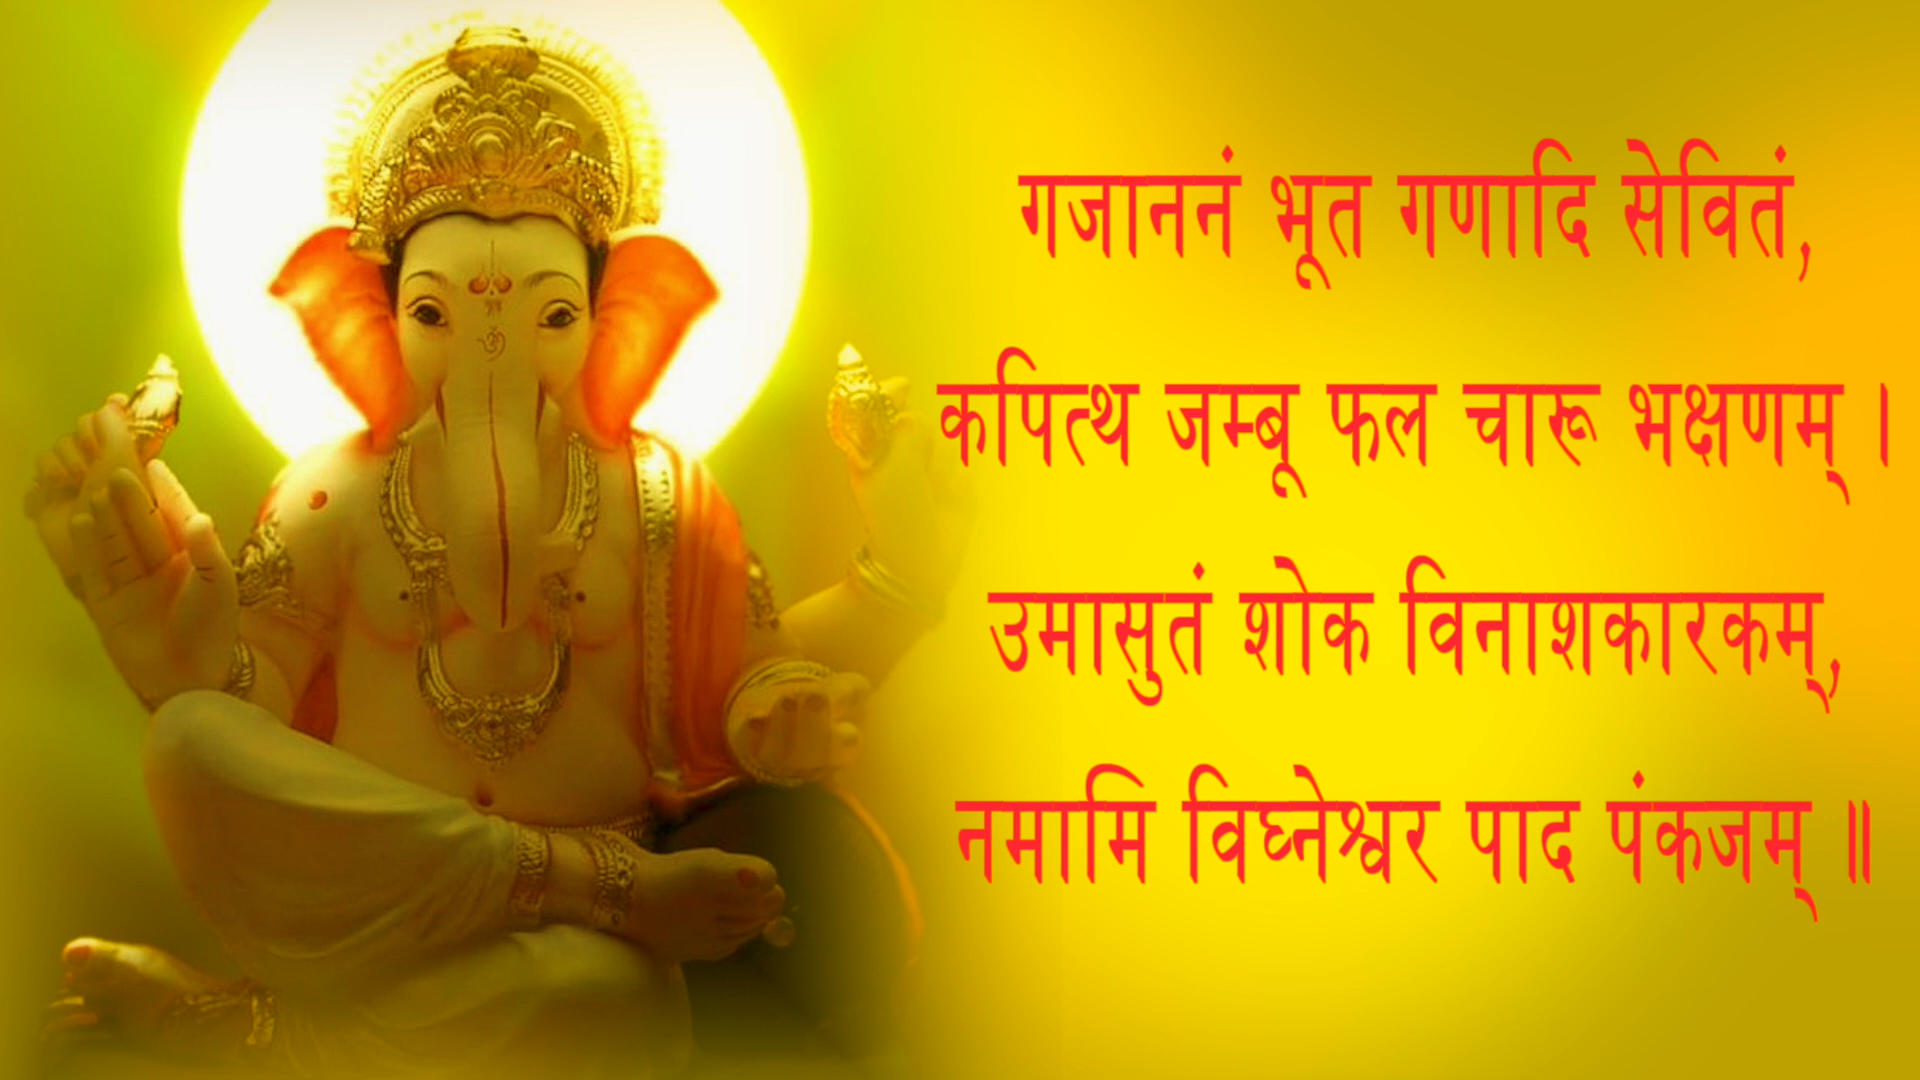 गजाननं भूत गणादि सेवितं,
कपित्थ जम्बू फल चारू भक्षणम् ।
उमासुतं शोक विनाशकारकम्,
नमामि विघ्नेश्वर पाद पंकजम् ॥